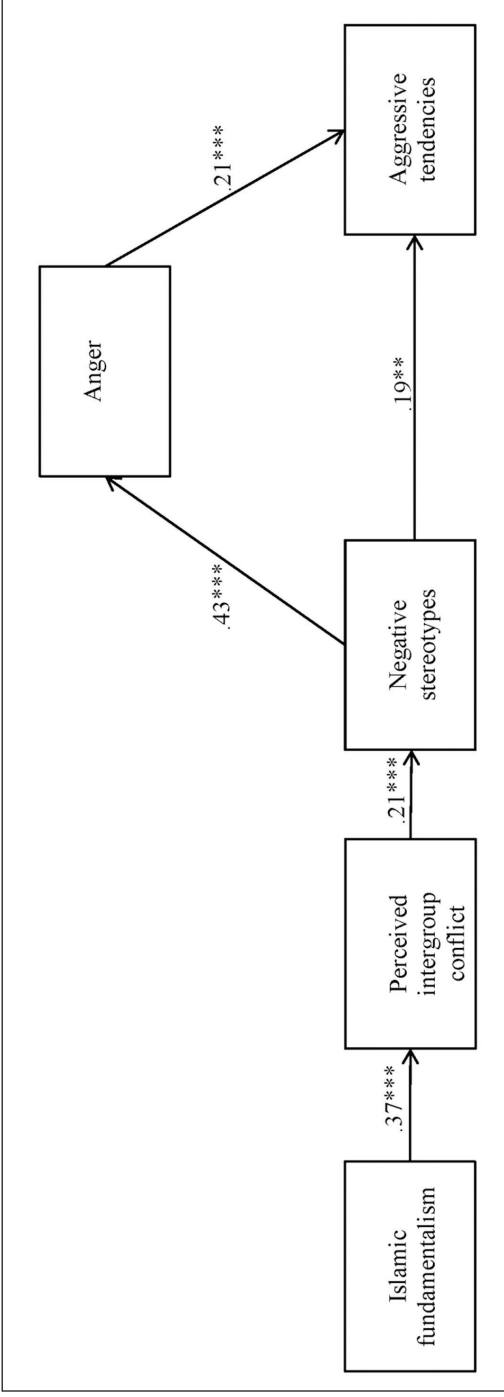 Islamic
fundamentalism
.37***
Perceived
intergroup
conflict
.21***
Negative
stereotypes
.43***
Anger
.21***
.19**
Aggressive
tendencies